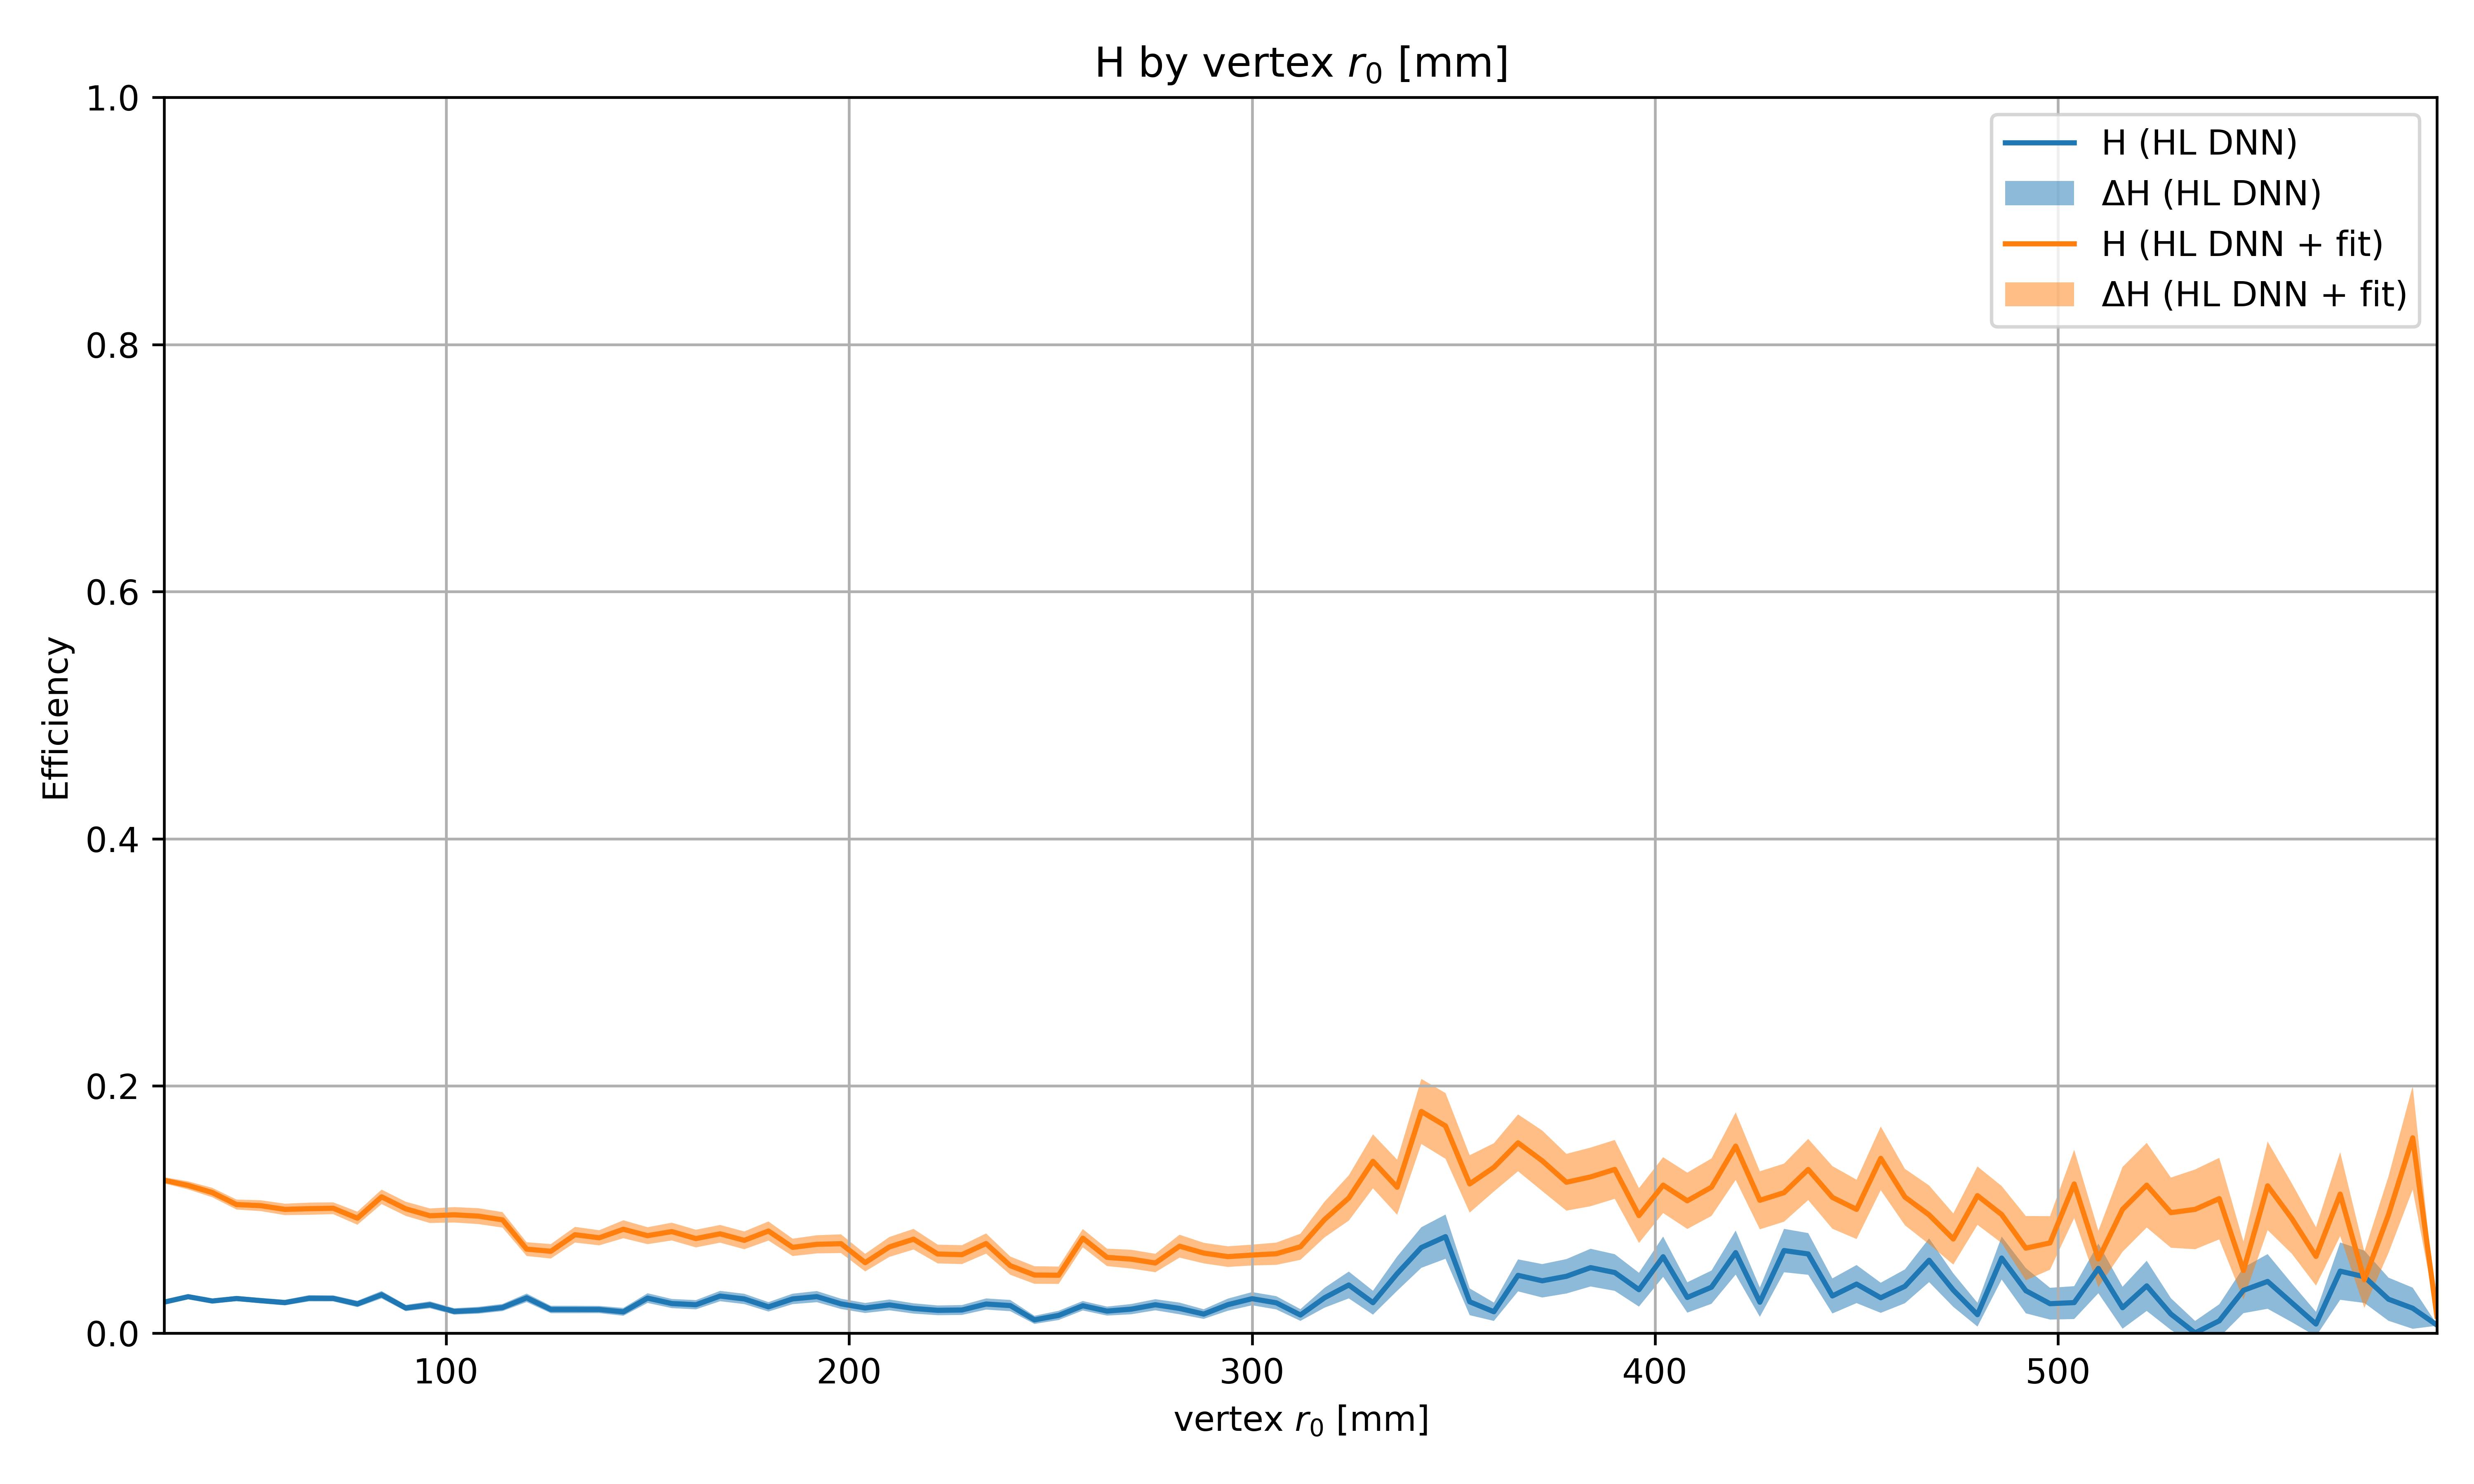 H by vertex r₀ [mm]
1.0
0.8
0.6
0.4
0.2
0.0
Efficiency
H (HL DNN)
ΔH (HL DNN)
H (HL DNN + fit)
ΔH (HL DNN + fit)
100
200
300
400
500
vertex r₀ [mm]